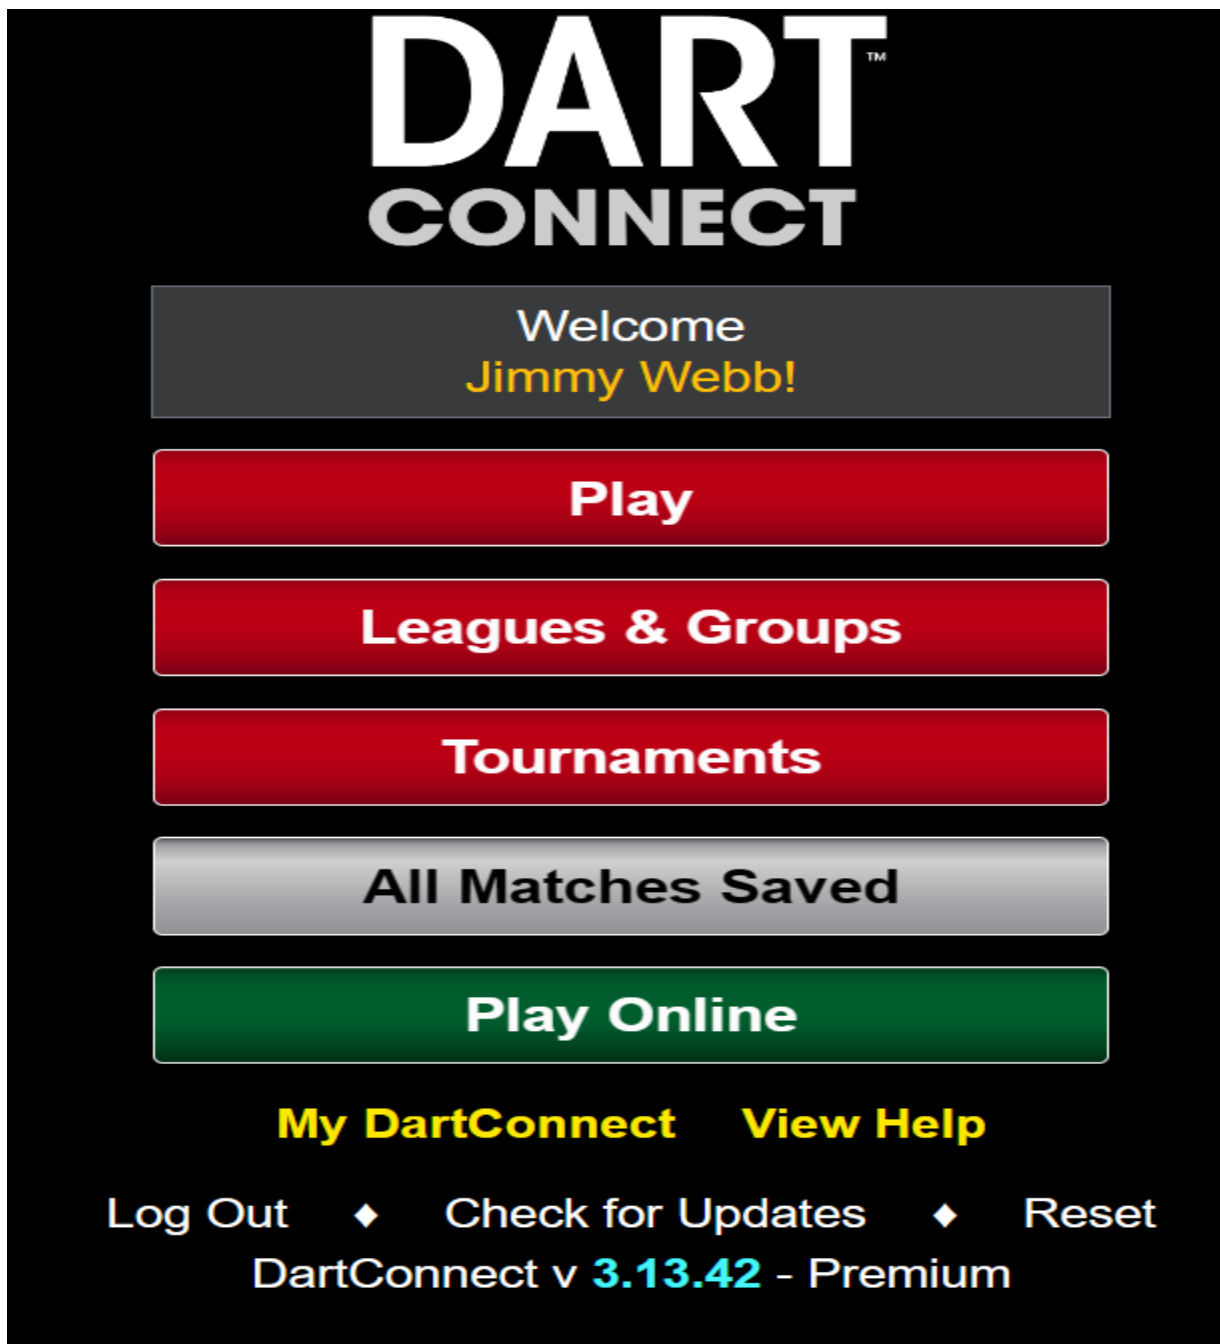 DART™
CONNECT
Welcome
Jimmy Webb!
Play
Leagues & Groups
Tournaments
All Matches Saved
Play Online
My DartConnect View Help
Log Out ◆ Check for Updates ◆ Reset
DartConnect v 3.13.42 - Premium